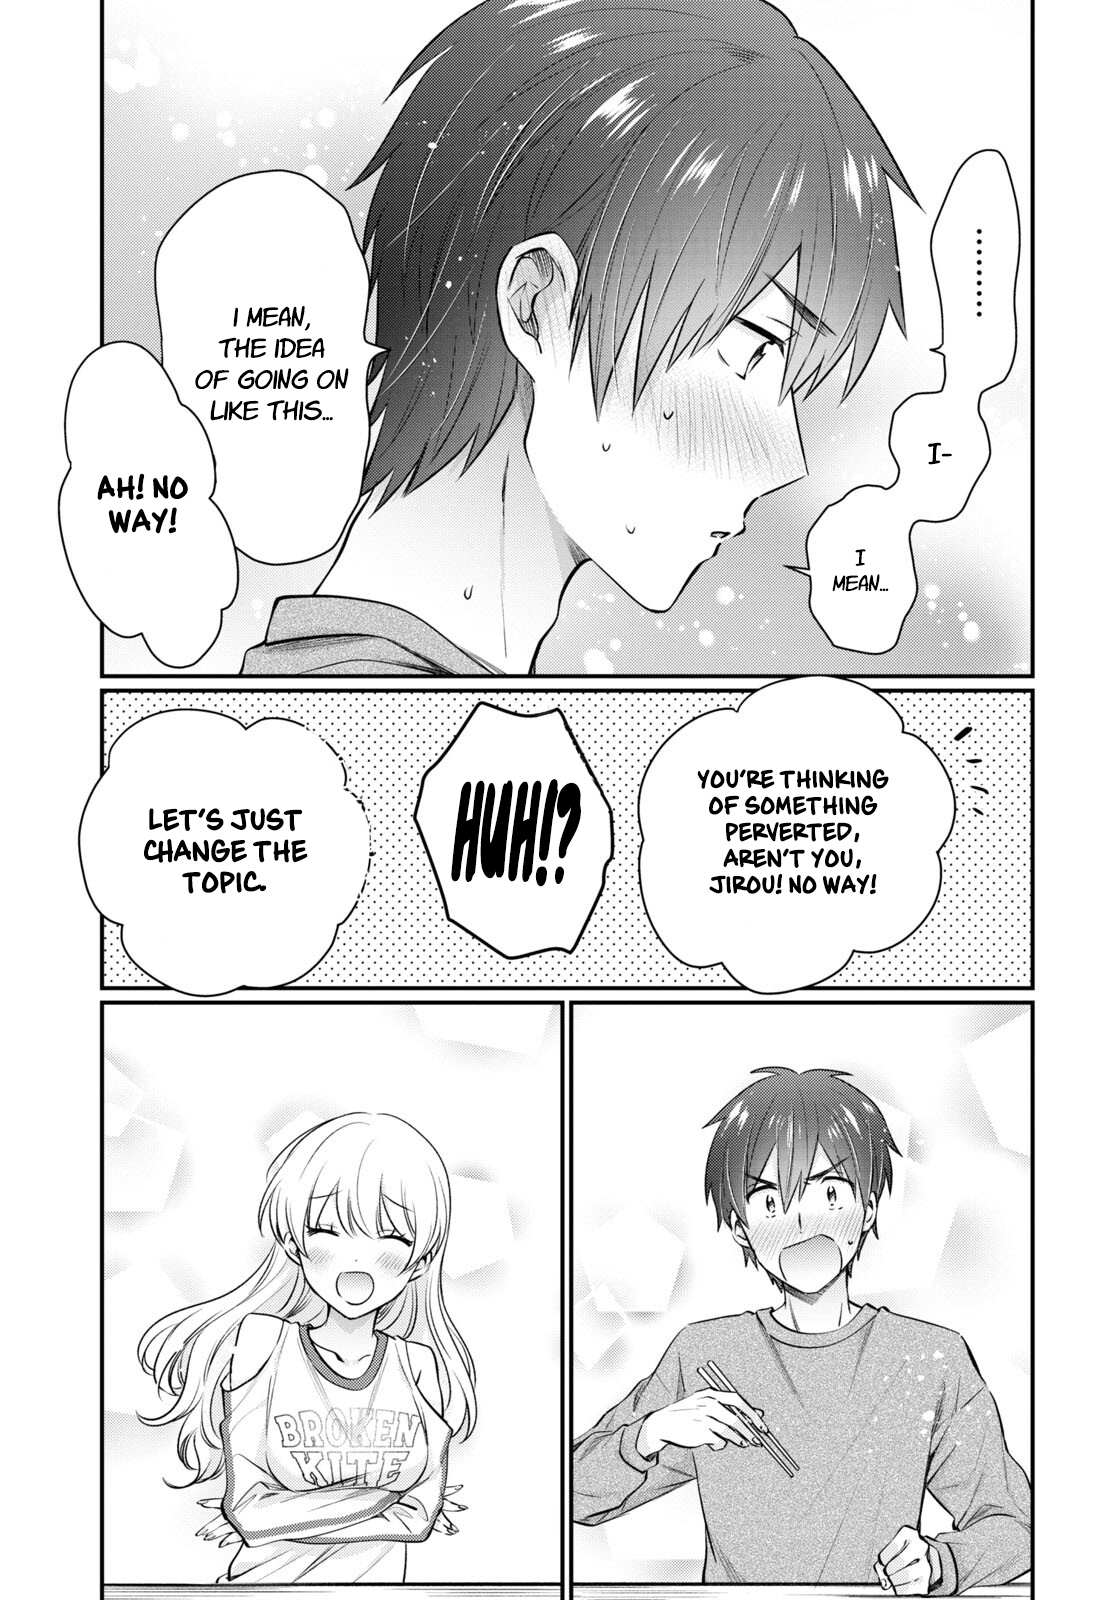 .........
I-
I
MEAN...
I MEAN,
THE IDEA
OF GOING ON
LIKE THIS...
AH! NO
WAY!
YOU'RE THINKING
OF SOMETHING
PERVERTED,
AREN'T YOU,
JIROU! NO WAY!
HUH!?
LET'S JUST
CHANGE THE
TOPIC.
BROKEN
KITE